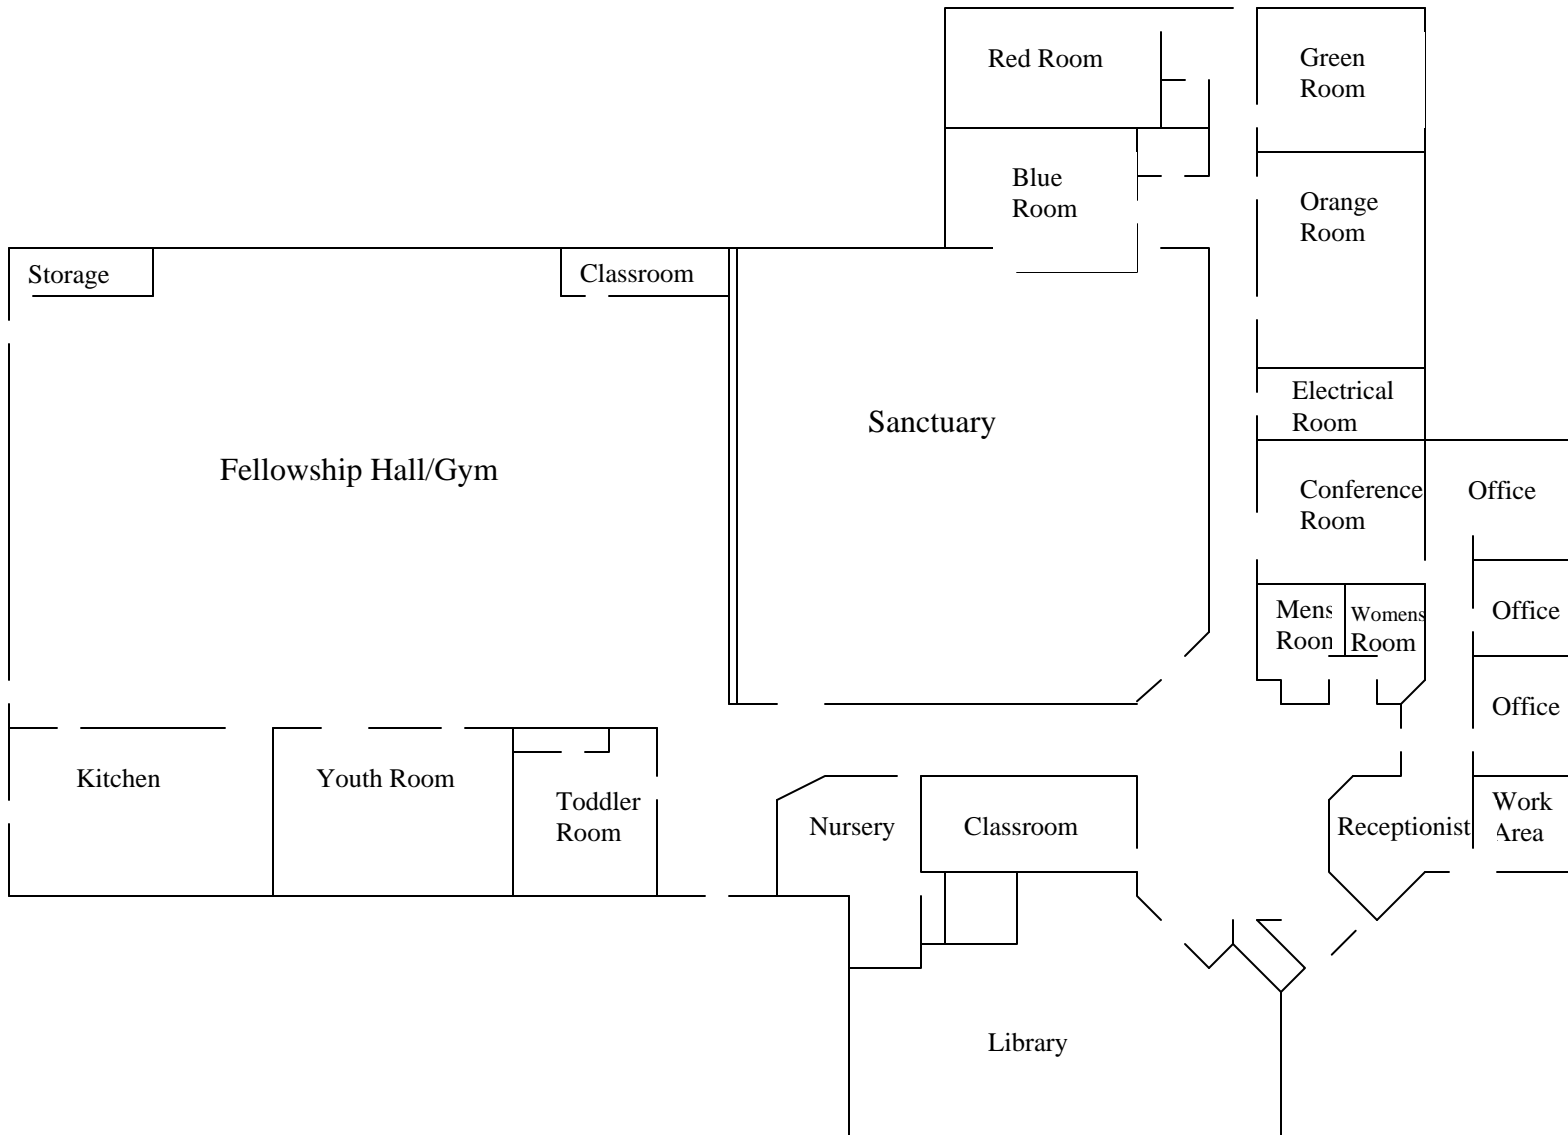 Red Room
Green
Room
Blue
Room
Orange
Room
Storage
Classroom
Electrical
Room
Sanctuary
Fellowship Hall/Gym
Conference
Room
Office
Mens
Room
Womens
Room
Office
Office
Kitchen
Youth Room
Toddler
Room
Nursery
Classroom
Receptionist
Work
Area
Library